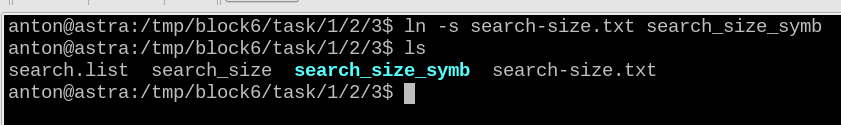 anton@astra:/tmp/block6/task/1/2/3$ ln -s search-size.txt search_size_symb
anton@astra:/tmp/block6/task/1/2/3$ ls
search.list  search_size  search_size_symb  search-size.txt
anton@astra:/tmp/block6/task/1/2/3$